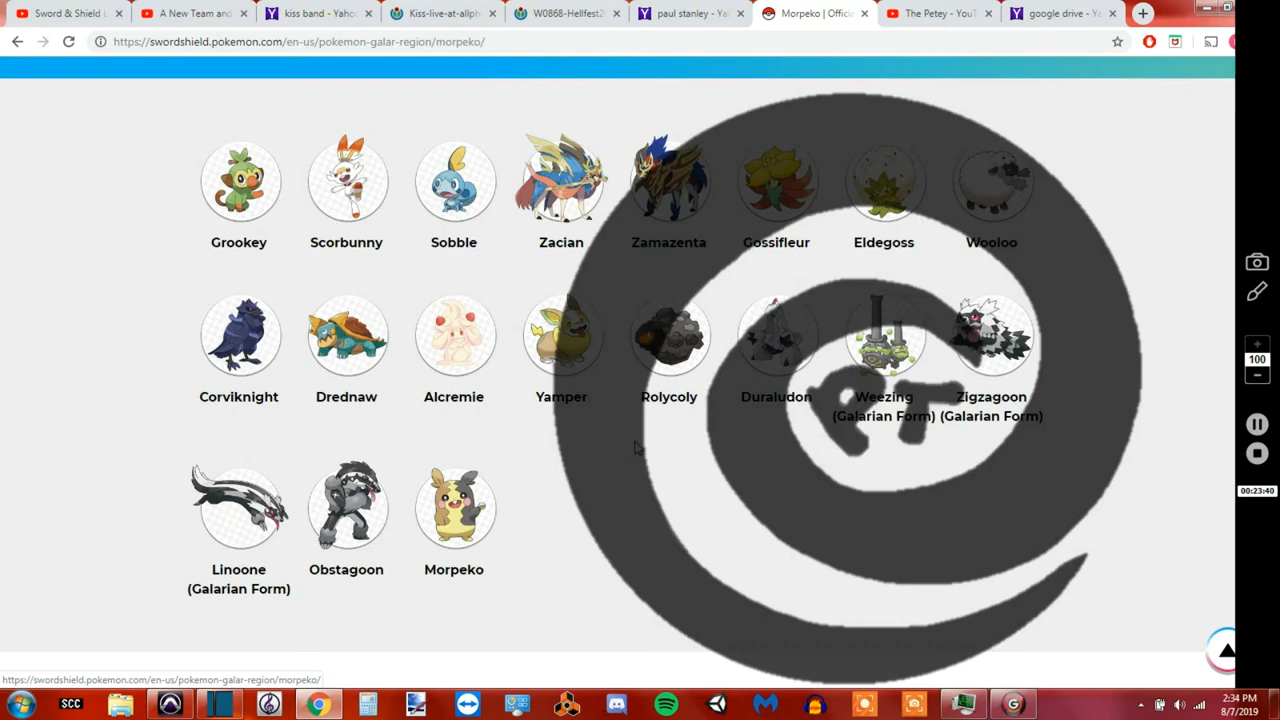 Sword & Shield L
A New Team and
kiss band - Yahoo
Kiss-live-at-allph
W0868-Hellfest2
paul stanley - Ya
Morpeko | Offici
The Petey - YouT
google drive - Ya
https://swordshield.pokemon.com/en-us/pokemon-galar-region/morpeko/
Grookey
Scorbunny
Sobble
Zacian
Zamazenta
Gossifleur
Eldegoss
Wooloo
Corviknight
Drednaw
Alcremie
Yamper
Rolycoly
Duraludon
Weezing
(Galarian Form)
Zigzagoon
(Galarian Form)
PT
Linoone
(Galarian Form)
Obstagoon
Morpeko
100
00:23:40
https://swordshield.pokemon.com/en-us/pokemon-galar-region/morpeko/
SCC
2:34 PM
8/7/2019